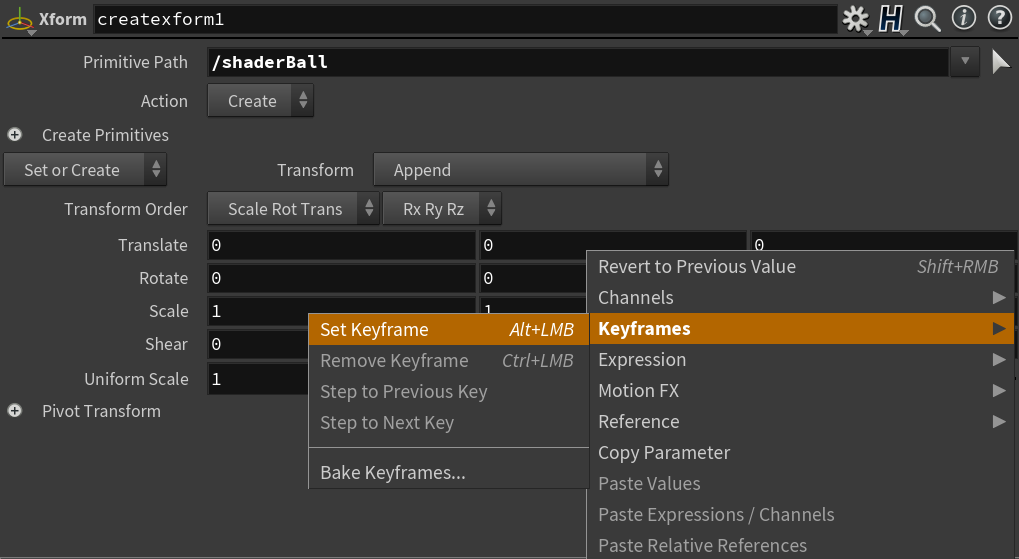 Xform createxform1
Primitive Path /shaderBall
Action Create
Create Primitives
Set or Create Transform Append
Transform Order Scale Rot Trans Rx Ry Rz
Translate 0 0 0
Revert to Previous Value Shift+RMB
Rotate 0 0
Channels
Scale 1 1
Set Keyframe Alt+LMB Keyframes
Shear 0
Remove Keyframe Ctrl+LMB Expression
Uniform Scale 1
Step to Previous Key Motion FX
Pivot Transform
Step to Next Key Reference
Copy Parameter
Bake Keyframes...
Paste Values
Paste Expressions / Channels
Paste Relative References